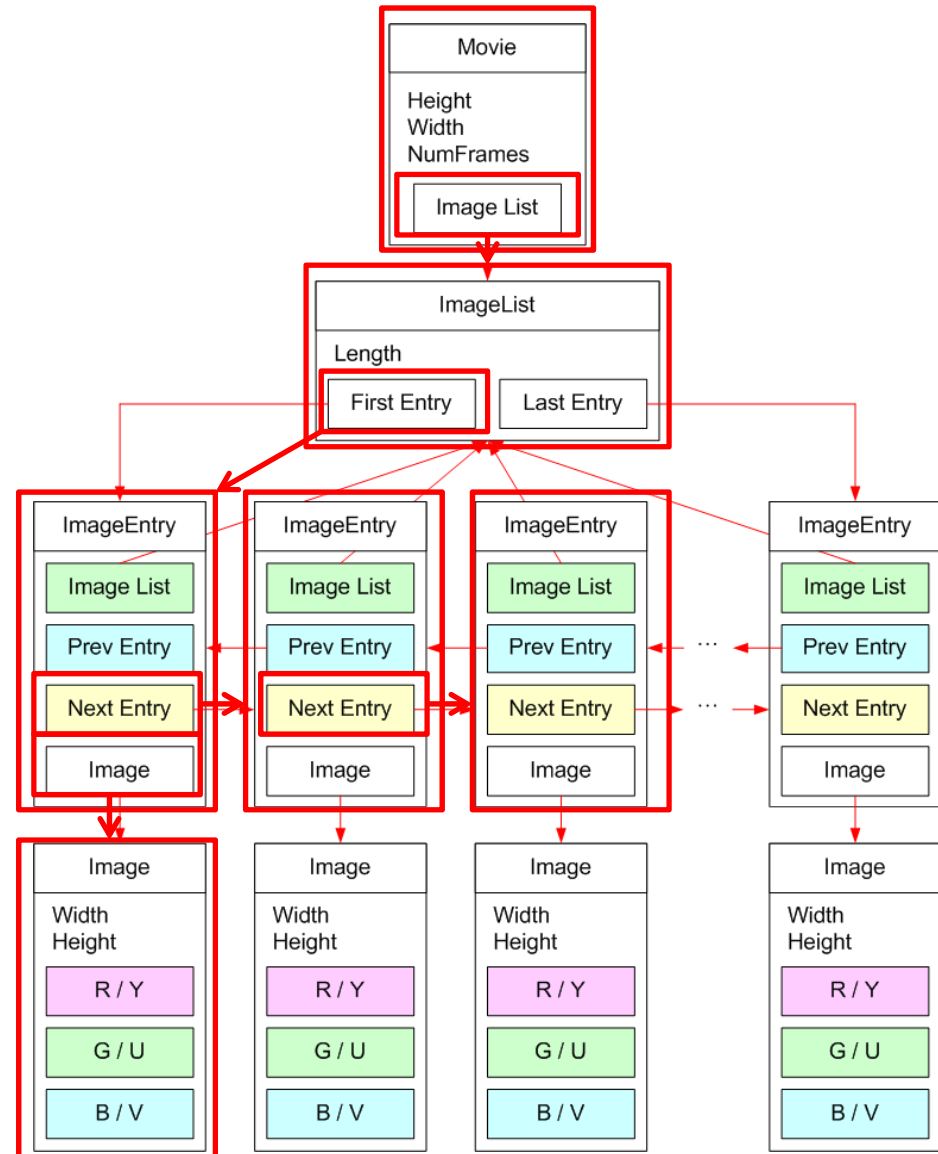 Movie
Height
Width
NumFrames
Image List
ImageList
Length
First Entry Last Entry
ImageEntry ImageEntry ImageEntry ImageEntry
Image List Image List Image List Image List
Prev Entry Prev Entry Prev Entry ... Prev Entry
Next Entry Next Entry Next Entry ... Next Entry
Image Image Image Image
Image Image Image Image
Width Width Width Width
Height Height Height Height
R / Y R / Y R / Y R / Y
G / U G / U G / U G / U
B / V B / V B / V B / V